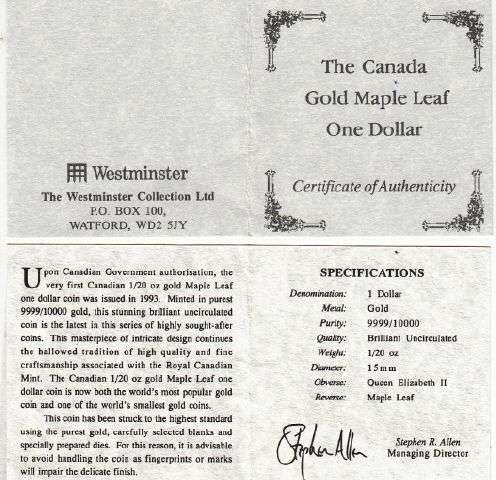 The Canada
Gold Maple Leaf
One Dollar
Certificate of Authenticity
Westminster
The Westminster Collection Ltd
P.O. BOX 100,
WATFORD, WD2 5JY
Upon Canadian Government authorisation, the
very first Canadian 1/20 oz gold Maple Leaf
one dollar coin was issued in 1993. Minted in purest
9999/10000 gold, this stunning brilliant uncirculated
coin is the latest in this series of highly sought-after
coins. This masterpiece of intricate design continues
the hallowed tradition of high quality and fine
craftsmanship associated with the Royal Canadian
Mint. The Canadian 1/20 oz gold Maple Leaf one
dollar coin is now both the world's most popular gold
coin and one of the world's smallest gold coins.
This coin has been struck to the highest standard
using the purest gold, carefully selected blanks and
specially prepared dies. For this reason, it is advisable
to avoid handling the coin as fingerprints or marks
will impair the delicate finish.
SPECIFICATIONS
Denomination: 1 Dollar
Metal: Gold
Purity: 9999/10000
Quality: Brilliant Uncirculated
Weight: 1/20 oz
Diameter: 15mm
Obverse: Queen Elizabeth II
Reverse: Maple Leaf
Stephen Allen
Stephen R. Allen
Managing Director